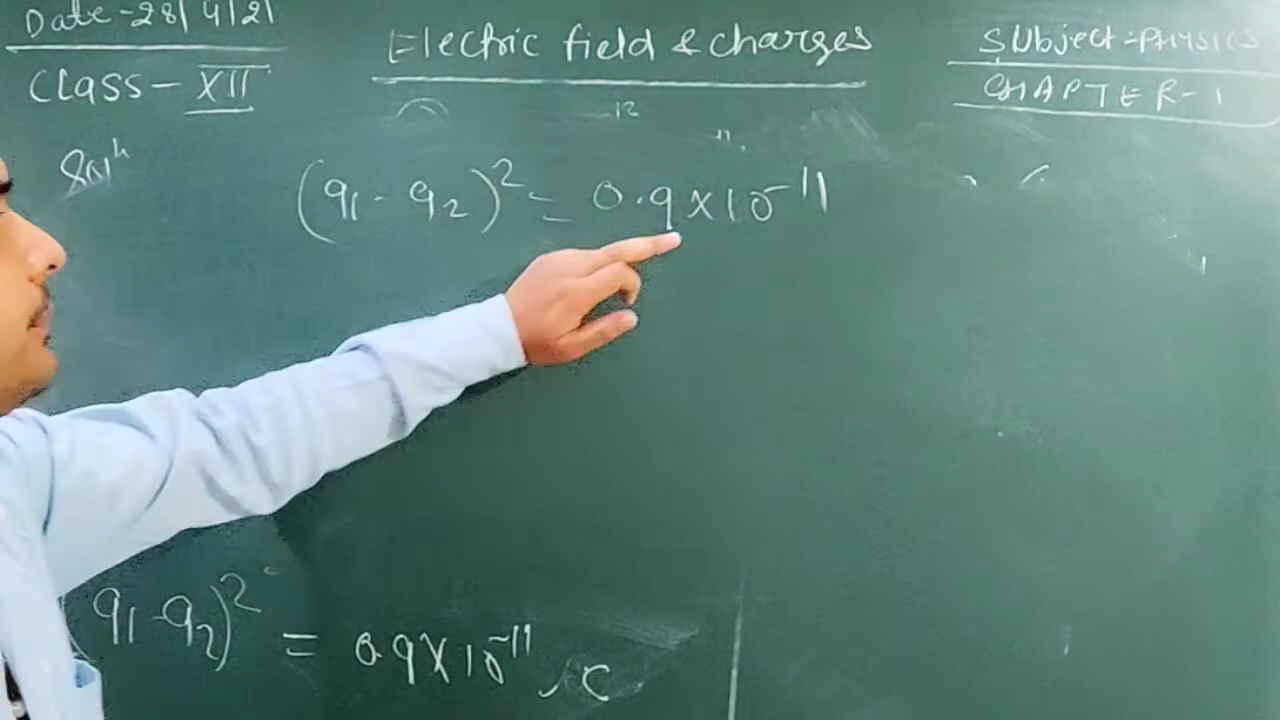 Date - 28/4/21
Electric field & charges
Subject :- PHYSICS
Class - XII
CHAPTER - 1
Solⁿ
(q₁ - q₂)² = 0.9 × 10⁻¹¹
(q₁ - q₂)² = 0.9 × 10⁻¹¹ C